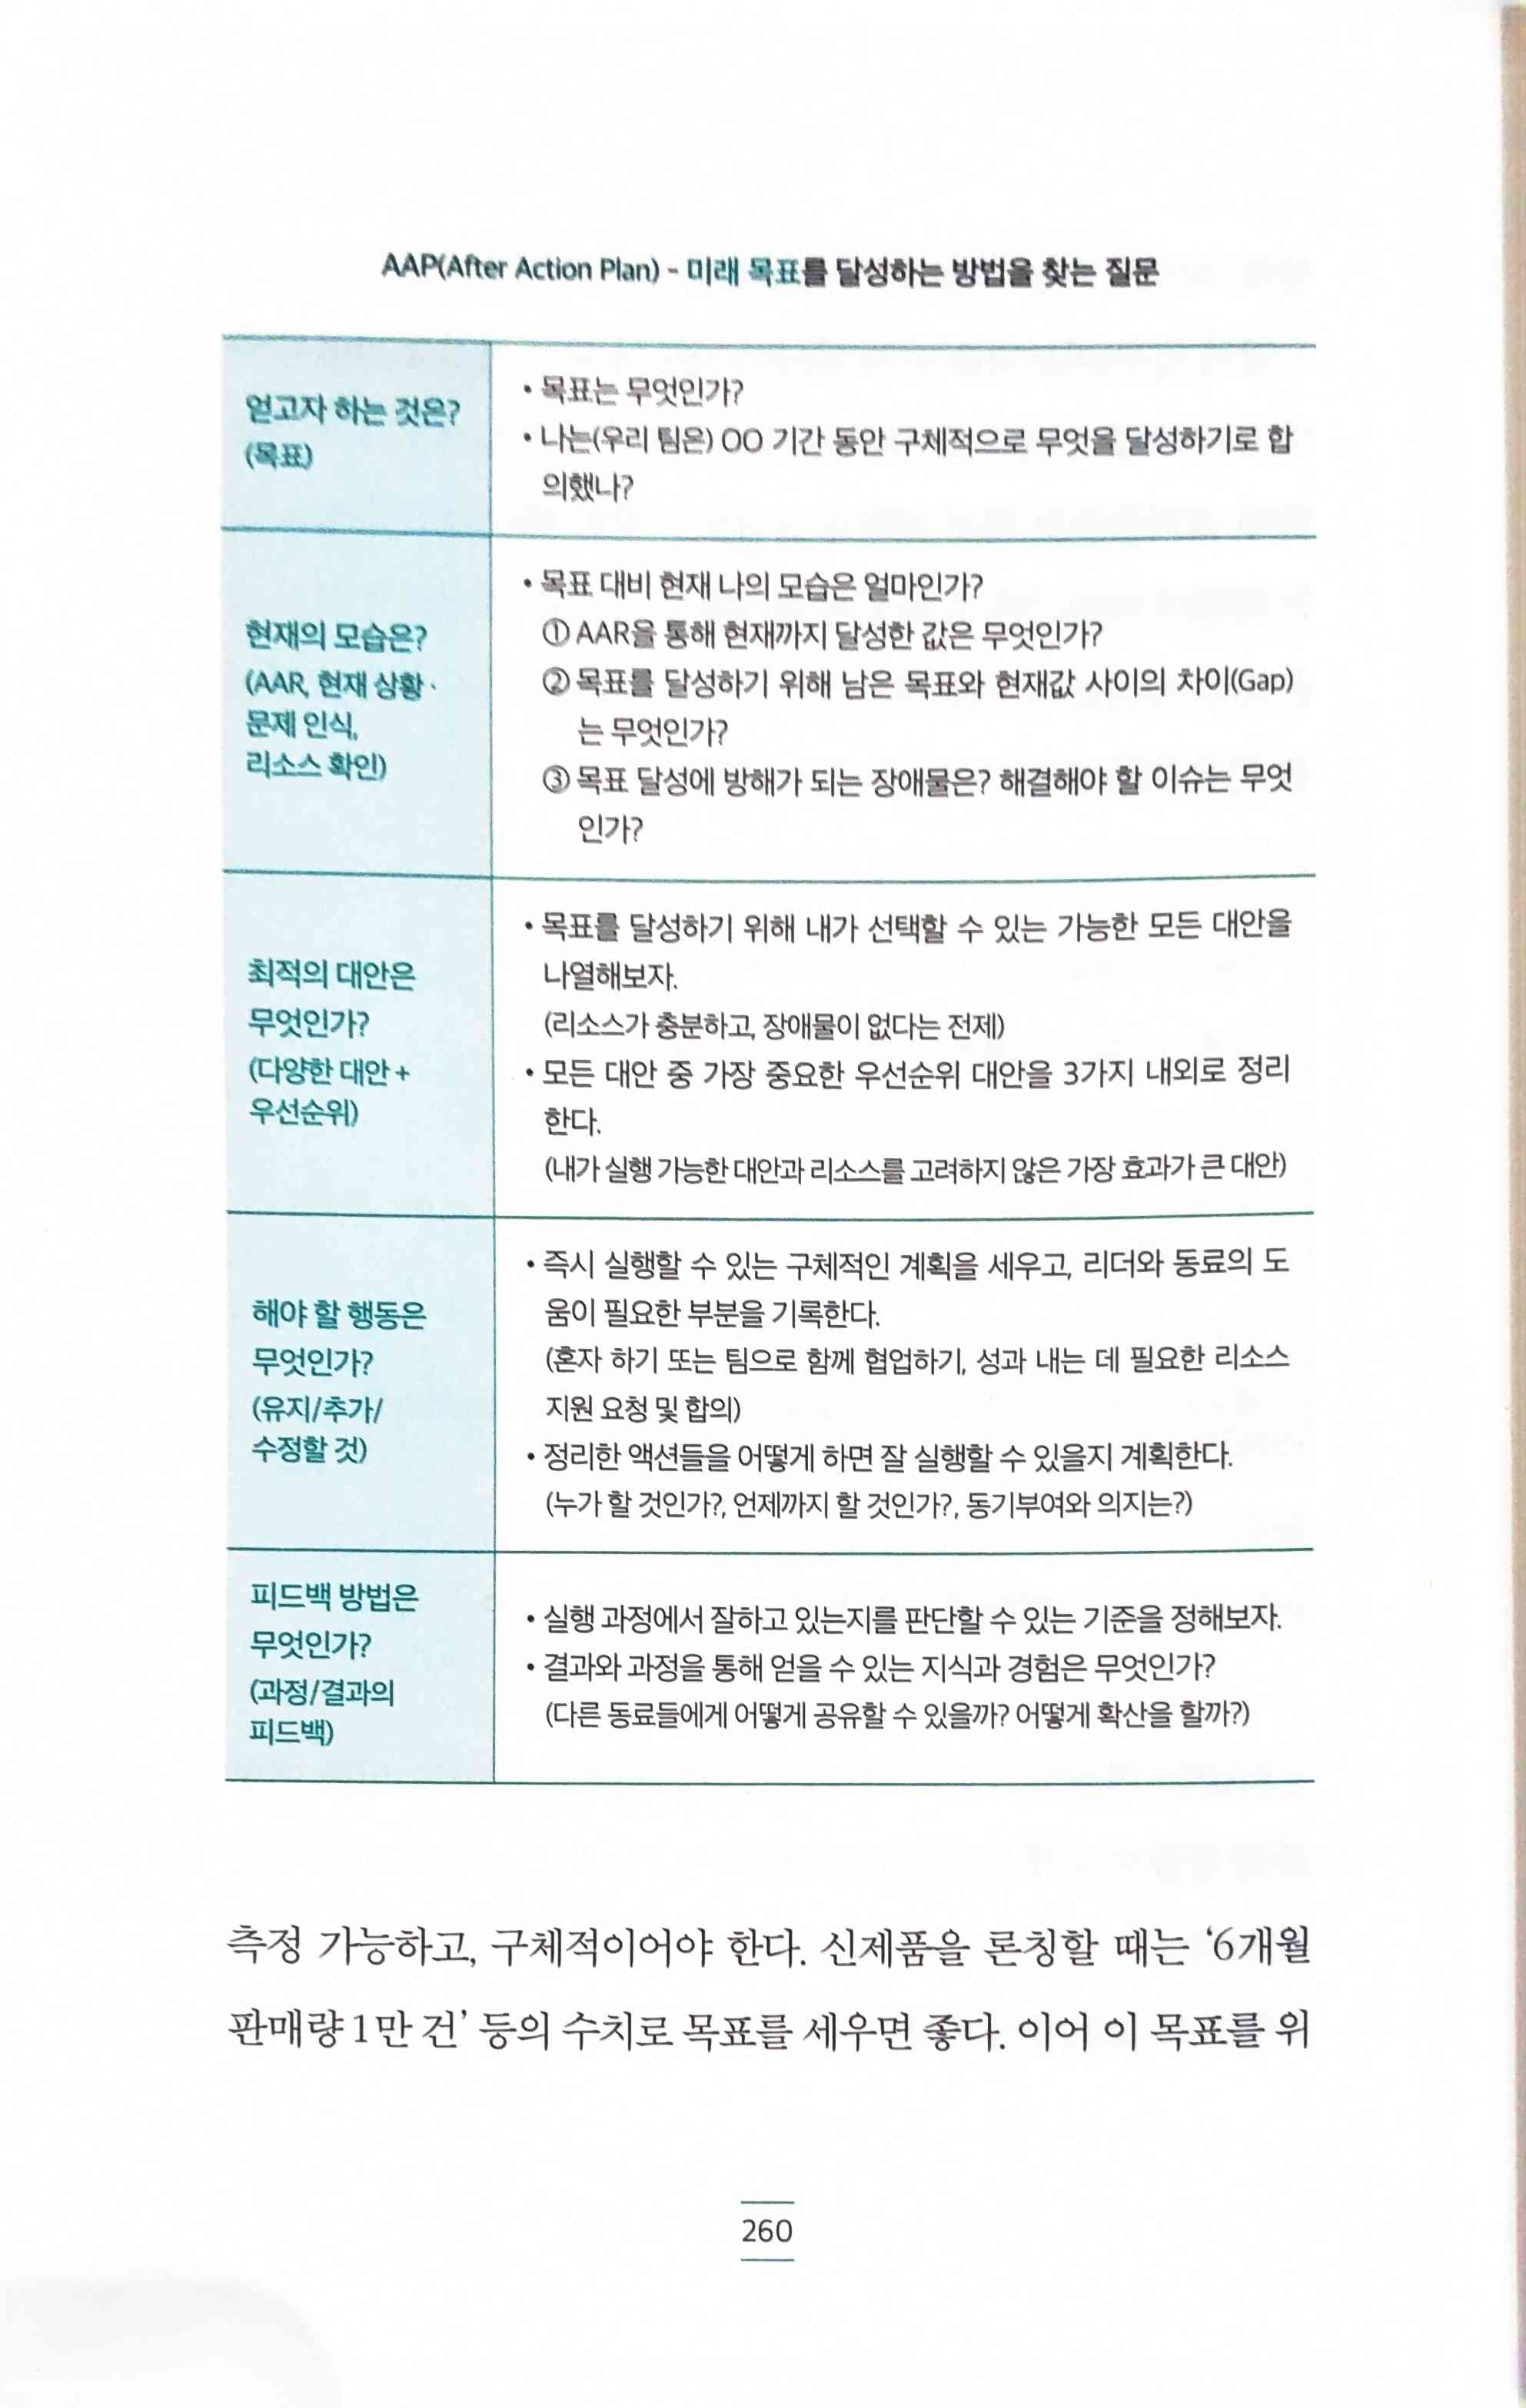 AAP(After Action Plan) - 미래 목표를 달성하는 방법을 찾는 질문
얻고자 하는 것은?
(목표)
• 목표는 무엇인가?
• 나는(우리 팀은) OO 기간 동안 구체적으로 무엇을 달성하기로 합
의했나?
현재의 모습은?
(AAR, 현재 상황 ·
문제 인식,
리소스 확인)
• 목표 대비 현재 나의 모습은 얼마인가?
① AAR을 통해 현재까지 달성한 값은 무엇인가?
② 목표를 달성하기 위해 남은 목표와 현재값 사이의 차이(Gap)
는 무엇인가?
③ 목표 달성에 방해가 되는 장애물은? 해결해야 할 이슈는 무엇
인가?
최적의 대안은
무엇인가?
(다양한 대안 +
우선순위)
• 목표를 달성하기 위해 내가 선택할 수 있는 가능한 모든 대안을
나열해보자.
(리소스가 충분하고, 장애물이 없다는 전제)
• 모든 대안 중 가장 중요한 우선순위 대안을 3가지 내외로 정리
한다.
(내가 실행 가능한 대안과 리소스를 고려하지 않은 가장 효과가 큰 대안)
해야 할 행동은
무엇인가?
(유지/추가/
수정할 것)
• 즉시 실행할 수 있는 구체적인 계획을 세우고, 리더와 동료의 도
움이 필요한 부분을 기록한다.
(혼자 하기 또는 팀으로 함께 협업하기, 성과 내는 데 필요한 리소스
지원 요청 및 합의)
• 정리한 액션들을 어떻게 하면 잘 실행할 수 있을지 계획한다.
(누가 할 것인가?, 언제까지 할 것인가?, 동기부여와 의지는?)
피드백 방법은
무엇인가?
(과정/결과의
피드백)
• 실행 과정에서 잘하고 있는지를 판단할 수 있는 기준을 정해보자.
• 결과와 과정을 통해 얻을 수 있는 지식과 경험은 무엇인가?
(다른 동료들에게 어떻게 공유할 수 있을까? 어떻게 확산을 할까?)
측정 가능하고, 구체적이어야 한다. 신제품을 론칭할 때는 ‘6개월
판매량 1만 건’ 등의 수치로 목표를 세우면 좋다. 이어 이 목표를 위
260